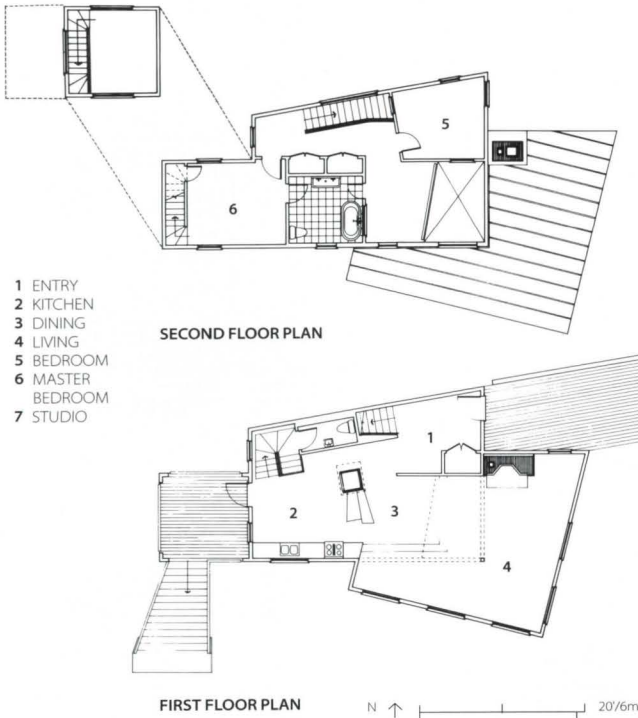 5
6
1 ENTRY
2 KITCHEN
3 DINING
4 LIVING
5 BEDROOM
6 MASTER
BEDROOM
7 STUDIO
SECOND FLOOR PLAN
1
2
3
4
FIRST FLOOR PLAN
N
20'/6m